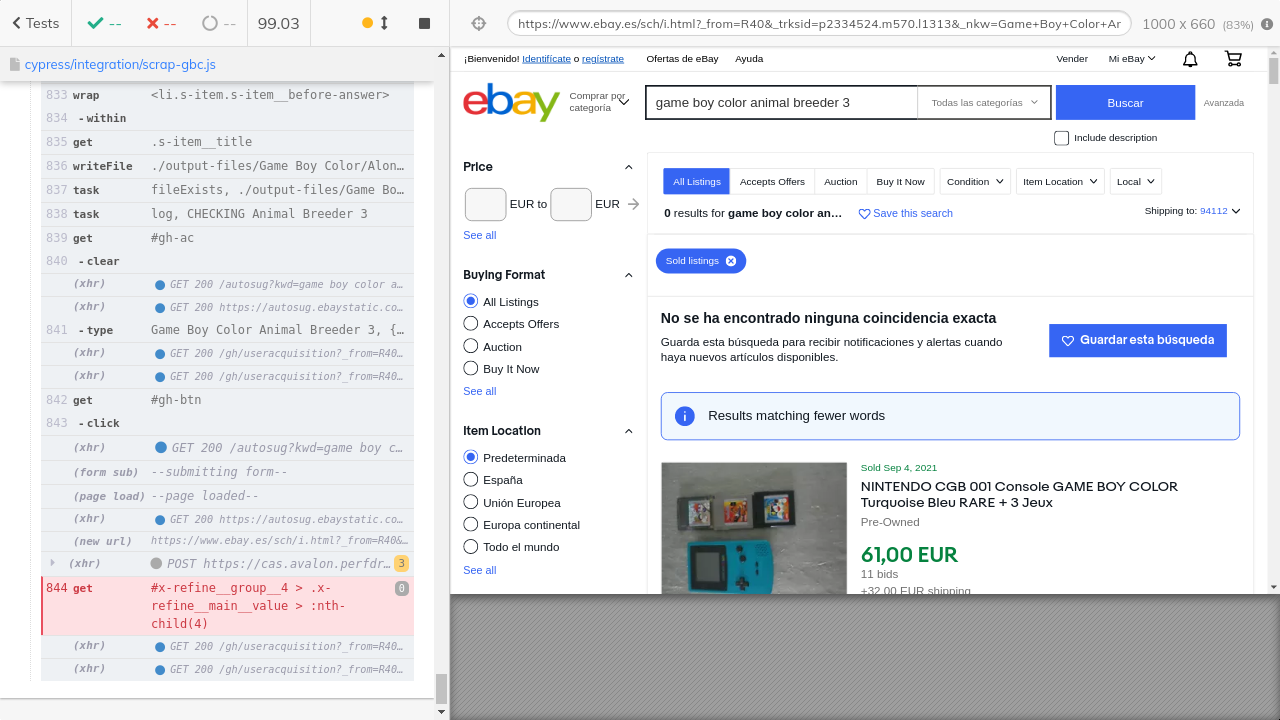 Tests
--
--
--
99.03
https://www.ebay.es/sch/i.html?_from=R40&_trksid=p2334524.m570.l1313&_nkw=Game+Boy+Color+Ar
1000 x 660 (83%)
cypress/integration/scrap-gbc.js
833 wrap <li.s-item.s-item__before-answer>
834 -within
835 get .s-item__title
836 writeFile ./output-files/Game Boy Color/Alon…
837 task fileExists, ./output-files/Game Bo…
838 task log, CHECKING Animal Breeder 3
839 get #gh-ac
840 -clear
(xhr) GET 200 /autosug?kwd=game boy color a…
(xhr) GET 200 https://autosug.ebaystatic.co…
841 -type Game Boy Color Animal Breeder 3, {…
(xhr) GET 200 /gh/useracquisition?_from=R40…
(xhr) GET 200 /gh/useracquisition?_from=R40…
842 get #gh-btn
843 -click
(xhr) GET 200 /autosug?kwd=game boy c…
(form sub) --submitting form--
(page load) --page loaded--
(xhr) GET 200 https://autosug.ebaystatic.co…
(new url) https://www.ebay.es/sch/i.html?_from=R40&…
(xhr) POST https://cas.avalon.perfdr… 3
844 get #x-refine__group__4 > .x- 0
refine__main__value > :nth-
child(4)
(xhr) GET 200 /gh/useracquisition?_from=R40…
(xhr) GET 200 /gh/useracquisition?_from=R40…
¡Bienvenido! Identifícate o regístrate Ofertas de eBay Ayuda Vender Mi eBay
ebay
Comprar por
categoría
game boy color animal breeder 3
Todas las categorías
Buscar
Avanzada
Include description
Price
EUR to EUR
See all
Buying Format
All Listings
Accepts Offers
Auction
Buy It Now
See all
Item Location
Predeterminada
España
Unión Europea
Europa continental
Todo el mundo
See all
All Listings Accepts Offers Auction Buy It Now Condition Item Location Local
0 results for game boy color an… Save this search
Shipping to: 94112
Sold listings
No se ha encontrado ninguna coincidencia exacta
Guarda esta búsqueda para recibir notificaciones y alertas cuando
haya nuevos artículos disponibles.
Guardar esta búsqueda
Results matching fewer words
Sold Sep 4, 2021
NINTENDO CGB 001 Console GAME BOY COLOR
Turquoise Bleu RARE + 3 Jeux
Pre-Owned
61,00 EUR
11 bids
+32,00 EUR shipping